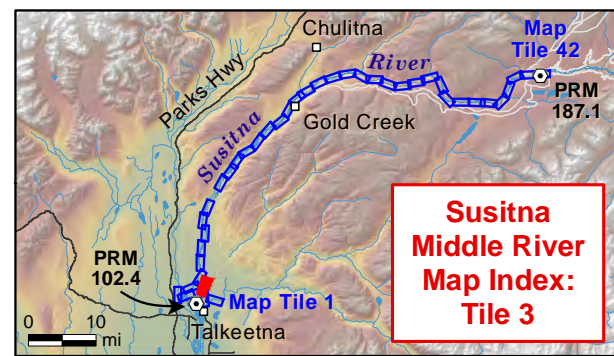 Chulitna
Map
Tile 42
River
Parks Hwy
PRM
187.1
Gold Creek
Susitna
Susitna
Middle River
Map Index:
Tile 3
PRM
102.4
Map Tile 1
Talkeetna
0 10
mi